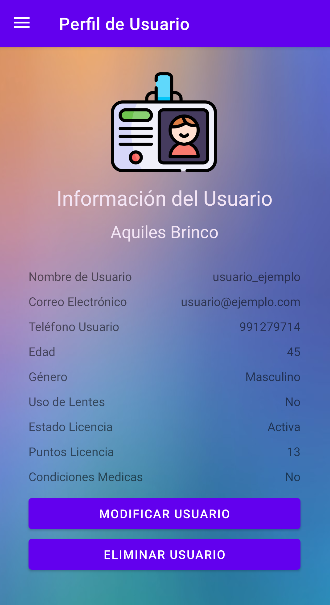 Perfil de Usuario
Información del Usuario
Aquiles Brinco
Nombre de Usuario usuario_ejemplo
Correo Electrónico usuario@ejemplo.com
Teléfono Usuario 991279714
Edad 45
Género Masculino
Uso de Lentes No
Estado Licencia Activa
Puntos Licencia 13
Condiciones Medicas No
MODIFICAR USUARIO
ELIMINAR USUARIO